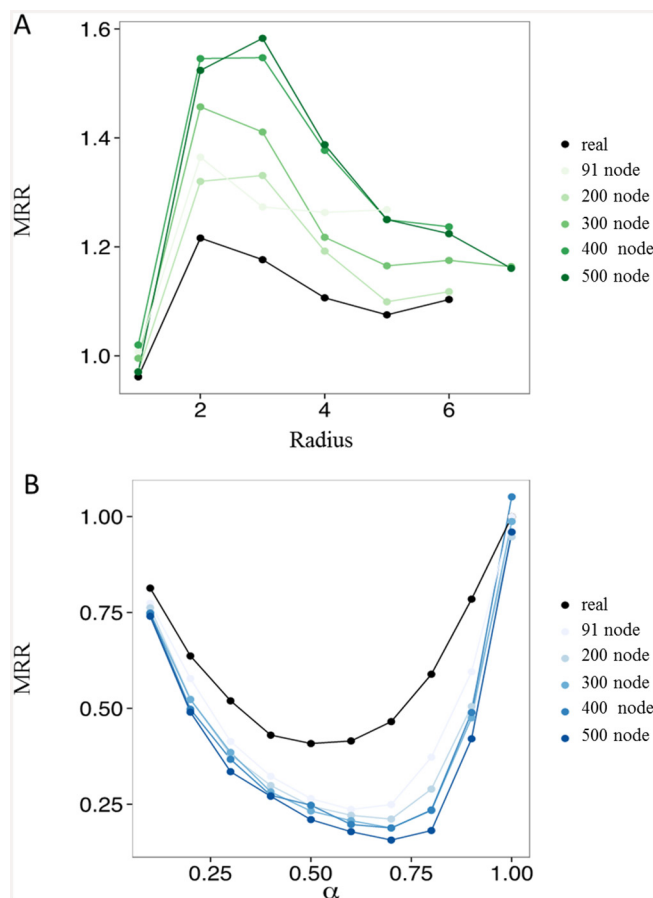 A
1.6
1.4
1.2
1.0
MRR
2
4
6
Radius
real
91 node
200 node
300 node
400 node
500 node
B
1.00
0.75
0.50
0.25
MRR
0.25
0.50
0.75
1.00
α
real
91 node
200 node
300 node
400 node
500 node